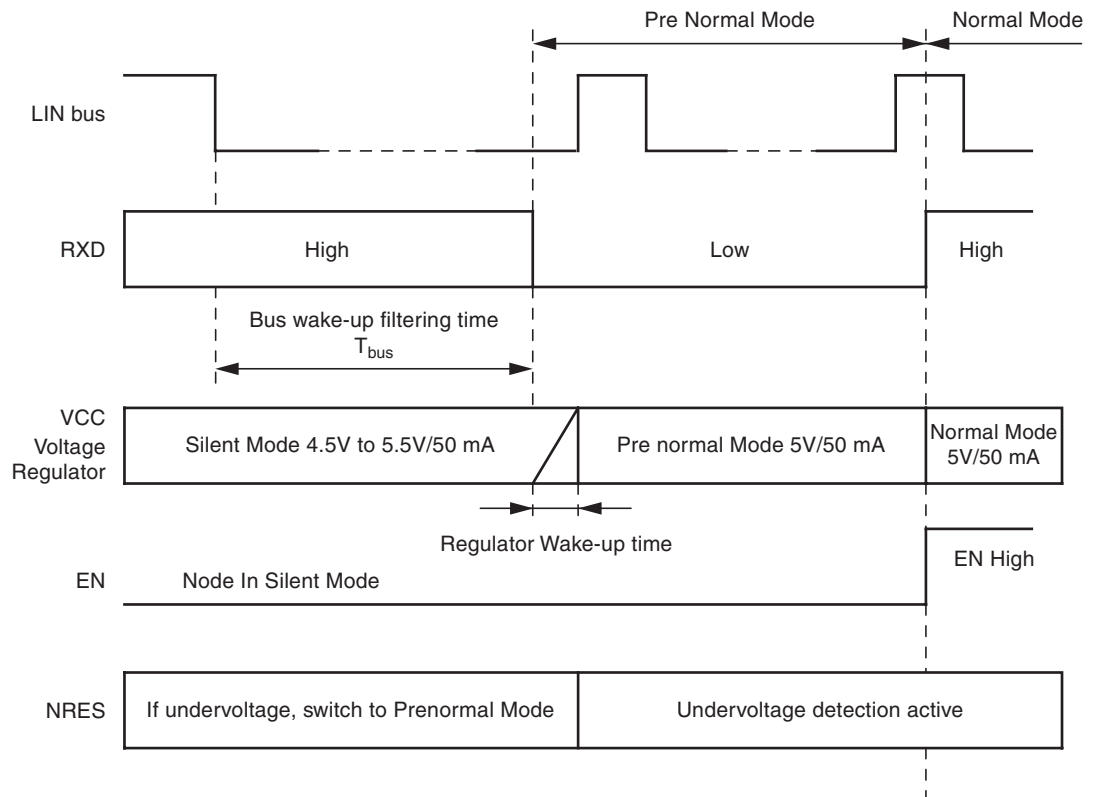 Pre Normal Mode
Normal Mode
LIN bus
RXD
High
Low
High
Bus wake-up filtering time
Tbus
VCC
Voltage
Regulator
Silent Mode 4.5V to 5.5V/50 mA
Pre normal Mode 5V/50 mA
Normal Mode
5V/50 mA
Regulator Wake-up time
EN
Node In Silent Mode
EN High
NRES
If undervoltage, switch to Prenormal Mode
Undervoltage detection active